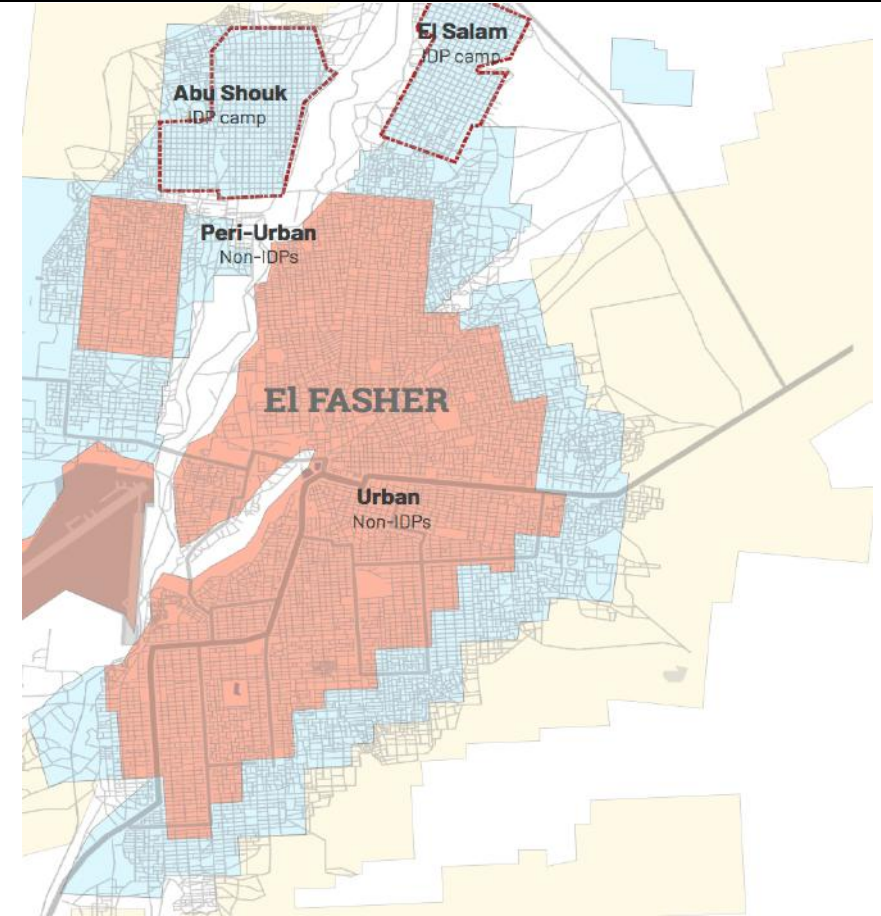 El Salam
IDP camp
Abu Shouk
IDP camp
Peri-Urban
Non-IDPs
El FASHER
Urban
Non-IDPs